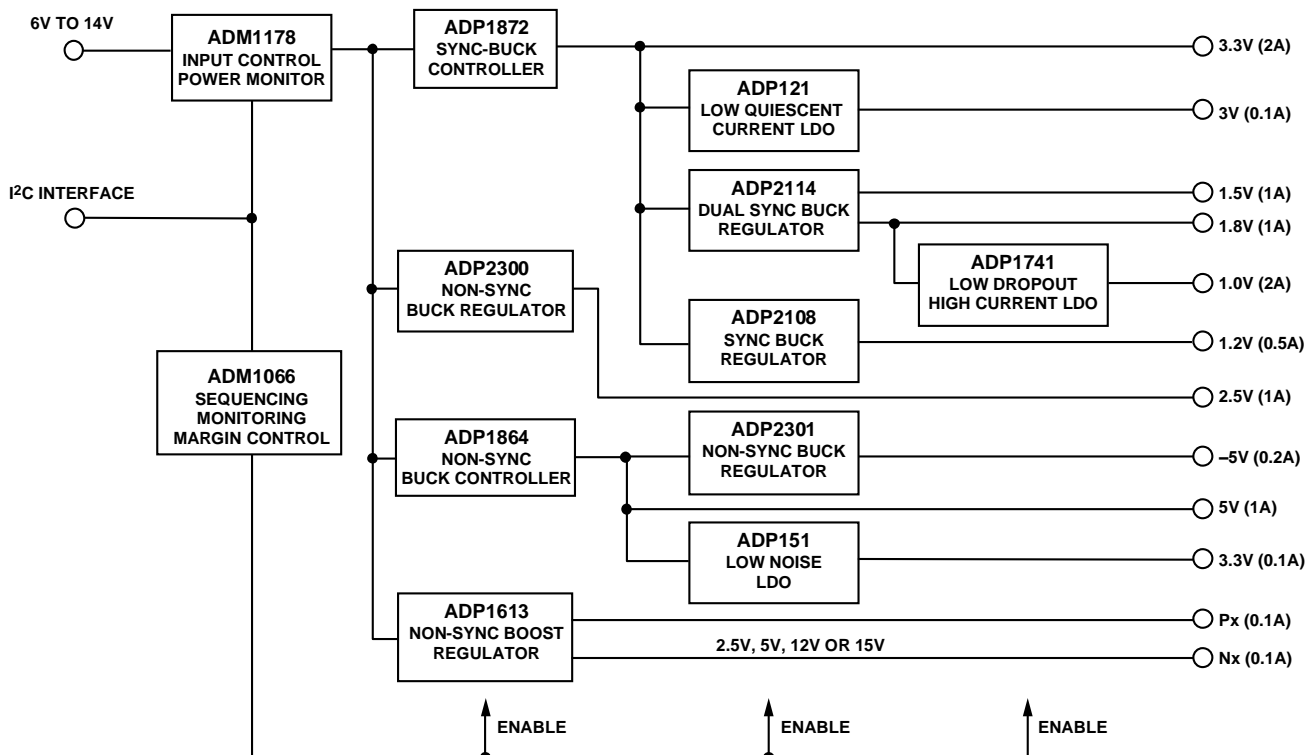 6V TO 14V
ADM1178
INPUT CONTROL
POWER MONITOR
ADP1872
SYNC-BUCK
CONTROLLER
3.3V (2A)
ADP121
LOW QUIESCENT
CURRENT LDO
3V (0.1A)
I²C INTERFACE
ADP2114
DUAL SYNC BUCK
REGULATOR
1.5V (1A)
1.8V (1A)
ADP1741
LOW DROPOUT
HIGH CURRENT LDO
1.0V (2A)
ADP2300
NON-SYNC
BUCK REGULATOR
ADP2108
SYNC BUCK
REGULATOR
1.2V (0.5A)
2.5V (1A)
ADM1066
SEQUENCING
MONITORING
MARGIN CONTROL
ADP1864
NON-SYNC
BUCK CONTROLLER
ADP2301
NON-SYNC BUCK
REGULATOR
–5V (0.2A)
5V (1A)
ADP151
LOW NOISE
LDO
3.3V (0.1A)
ADP1613
NON-SYNC BOOST
REGULATOR
Px (0.1A)
2.5V, 5V, 12V OR 15V
Nx (0.1A)
ENABLE
ENABLE
ENABLE